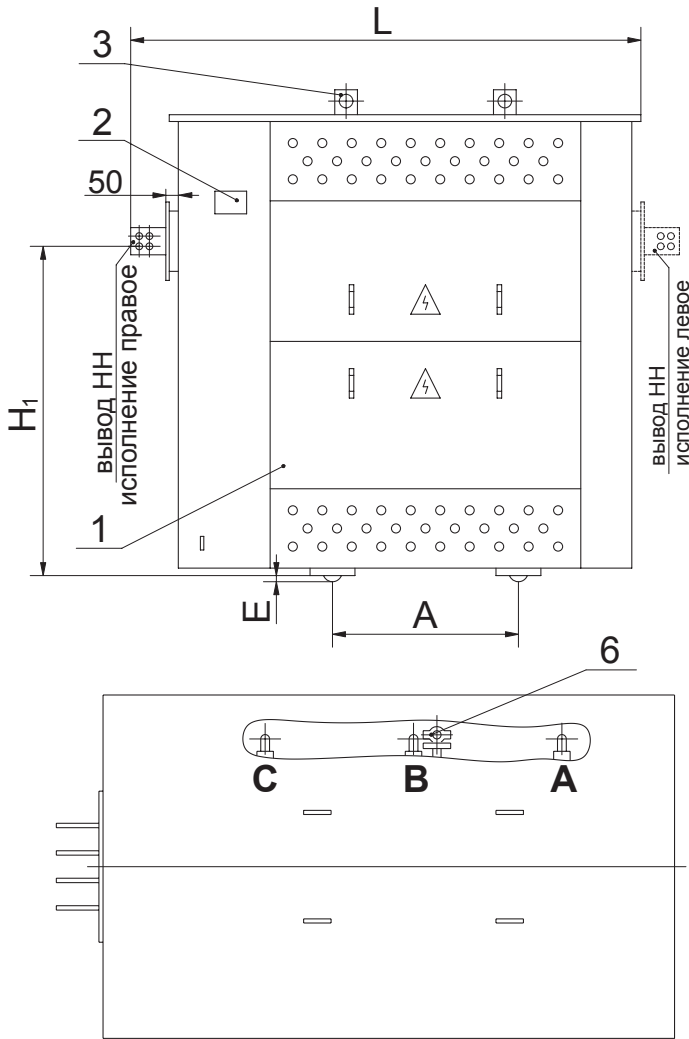 L
3
2
50
H1
вывод НН
исполнение правое
вывод НН
исполнение левое
1
E
A
6
C
B
A